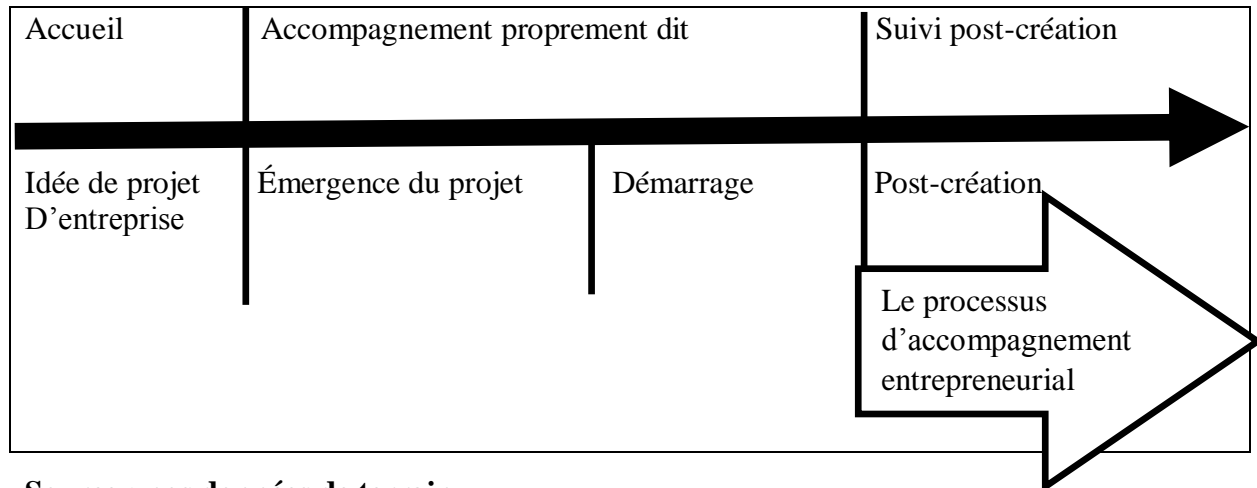 Accueil
Accompagnement proprement dit
Suivi post-création
Idée de projet
D’entreprise
Émergence du projet
Démarrage
Post-création
Le processus
d’accompagnement
entrepreneurial